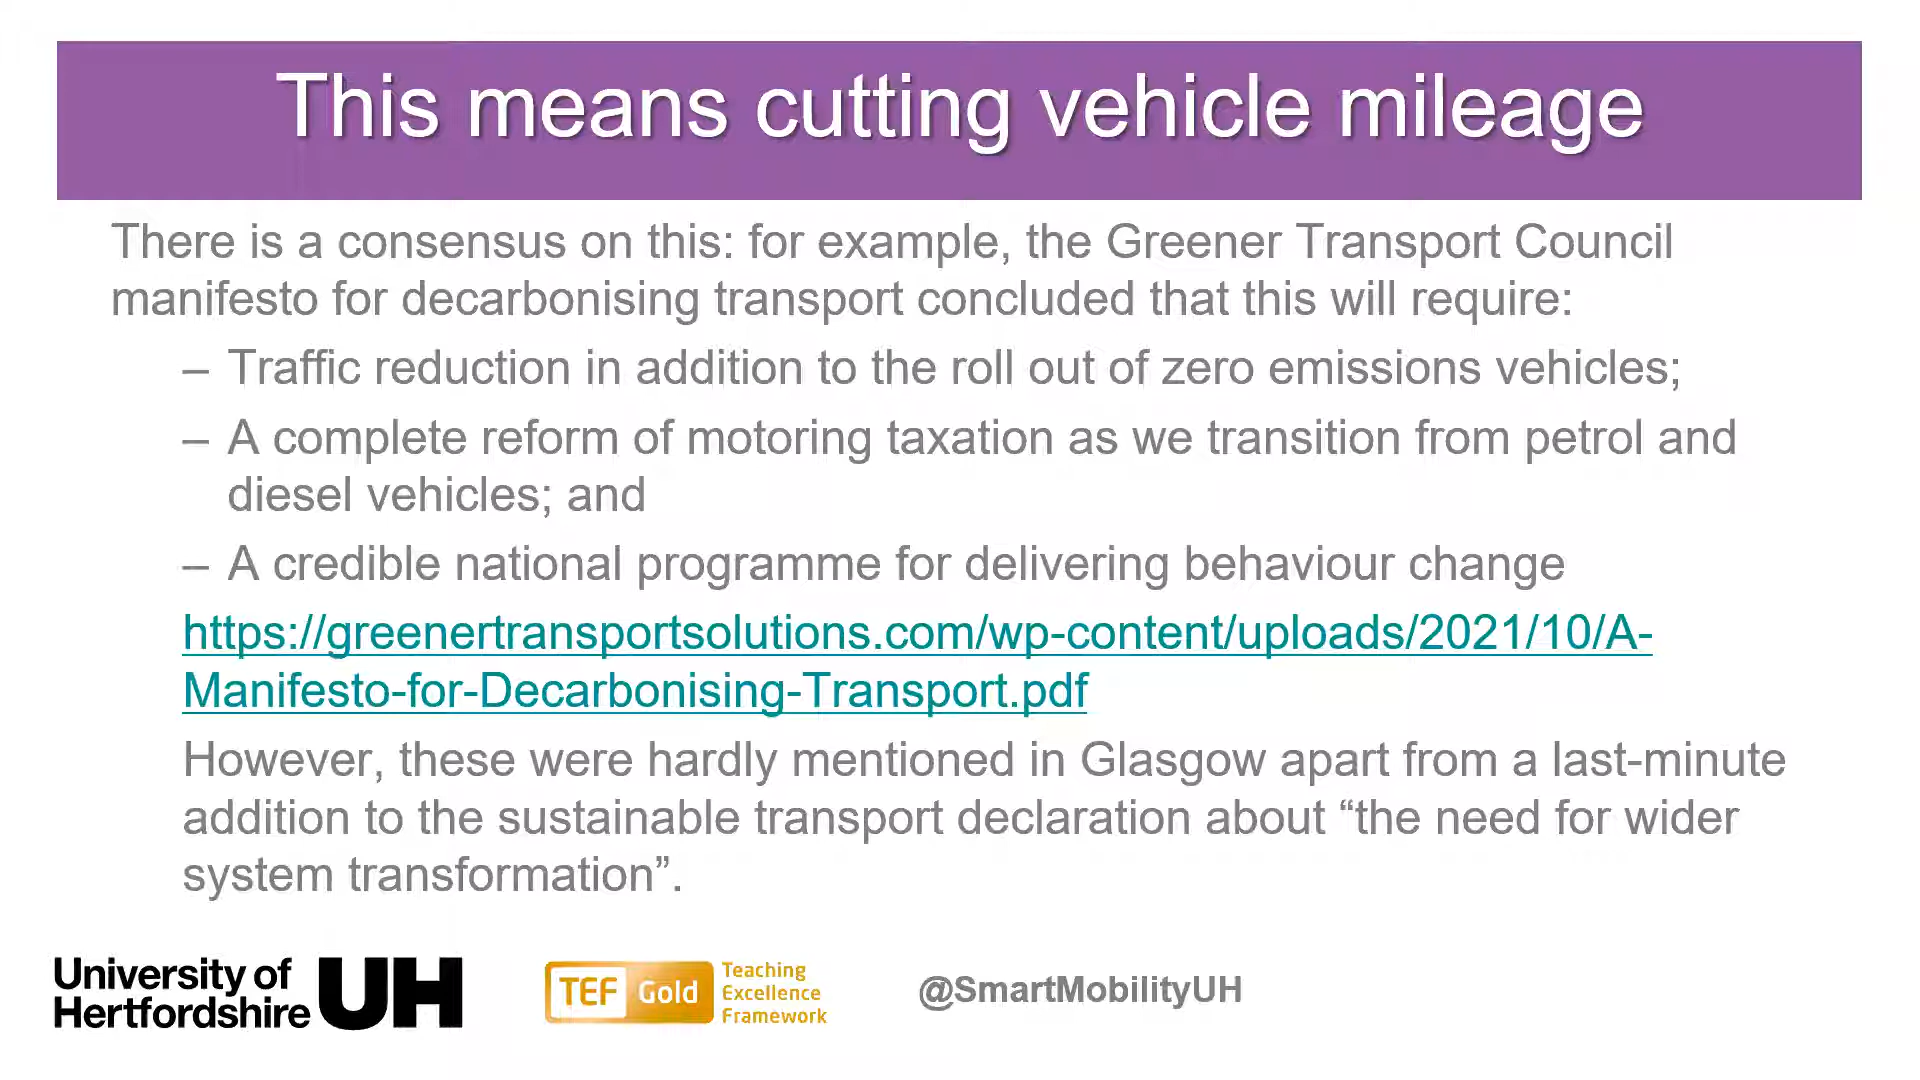 This means cutting vehicle mileage
There is a consensus on this: for example, the Greener Transport Council
manifesto for decarbonising transport concluded that this will require:
– Traffic reduction in addition to the roll out of zero emissions vehicles;
– A complete reform of motoring taxation as we transition from petrol and
diesel vehicles; and
– A credible national programme for delivering behaviour change
https://greenertransportsolutions.com/wp-content/uploads/2021/10/A-
Manifesto-for-Decarbonising-Transport.pdf
However, these were hardly mentioned in Glasgow apart from a last-minute
addition to the sustainable transport declaration about “the need for wider
system transformation”.
University of
Hertfordshire UH
TEF Gold
Teaching
Excellence
Framework
@SmartMobilityUH